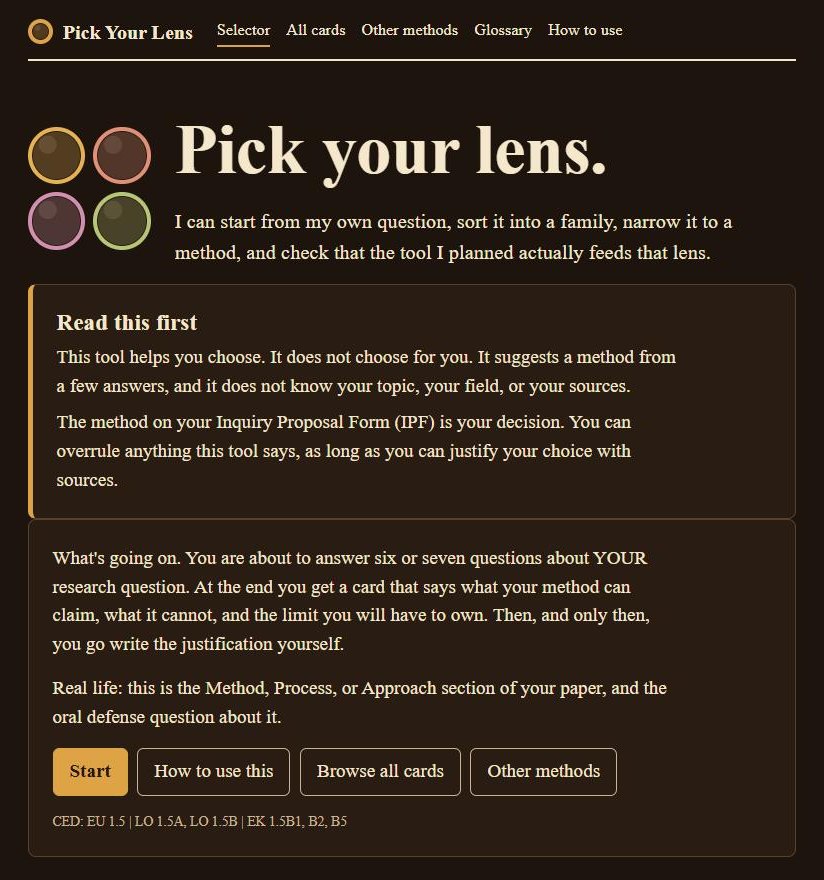 Pick Your Lens Selector All cards Other methods Glossary How to use
Pick your lens.
I can start from my own question, sort it into a family, narrow it to a
method, and check that the tool I planned actually feeds that lens.
Read this first
This tool helps you choose. It does not choose for you. It suggests a method from
a few answers, and it does not know your topic, your field, or your sources.
The method on your Inquiry Proposal Form (IPF) is your decision. You can
overrule anything this tool says, as long as you can justify your choice with
sources.
What's going on. You are about to answer six or seven questions about YOUR
research question. At the end you get a card that says what your method can
claim, what it cannot, and the limit you will have to own. Then, and only then,
you go write the justification yourself.
Real life: this is the Method, Process, or Approach section of your paper, and the
oral defense question about it.
Start How to use this Browse all cards Other methods
CED: EU 1.5 | LO 1.5A, LO 1.5B | EK 1.5B1, B2, B5